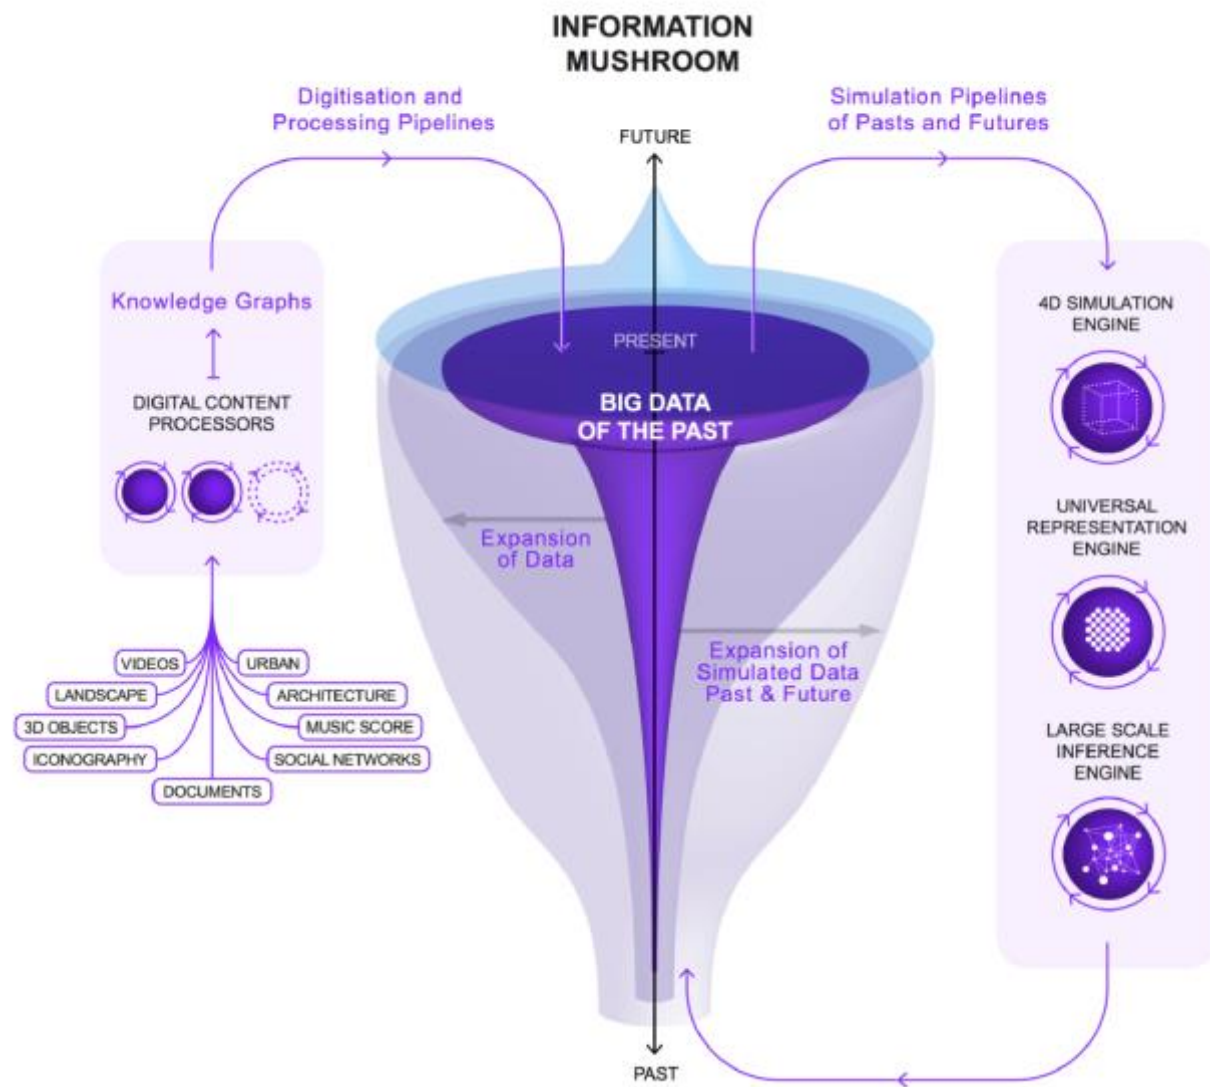 INFORMATION
MUSHROOM
Digitisation and
Processing Pipelines
Simulation Pipelines
of Pasts and Futures
FUTURE
Knowledge Graphs
DIGITAL CONTENT
PROCESSORS
VIDEOS
URBAN
LANDSCAPE
ARCHITECTURE
3D OBJECTS
MUSIC SCORE
ICONOGRAPHY
SOCIAL NETWORKS
DOCUMENTS
PRESENT
BIG DATA
OF THE PAST
Expansion
of Data
Expansion of
Simulated Data
Past & Future
PAST
4D SIMULATION
ENGINE
UNIVERSAL
REPRESENTATION
ENGINE
LARGE SCALE
INFERENCE
ENGINE